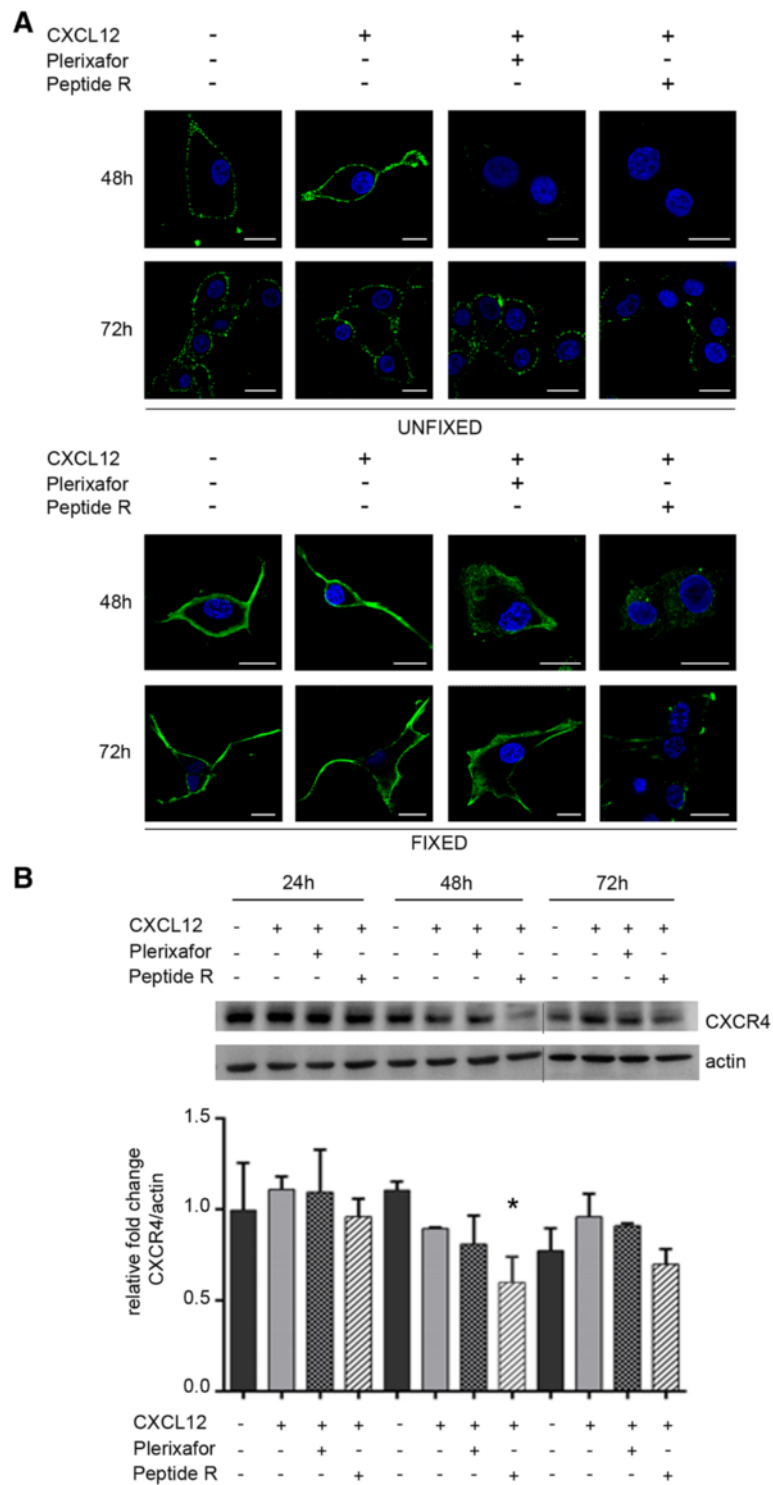 A
CXCL12 - + + +
Plerixafor - - + -
Peptide R - - - +
48h
72h
UNFIXED
CXCL12 - + + +
Plerixafor - - + -
Peptide R - - - +
48h
72h
FIXED
B
24h 48h 72h
CXCL12 - + + + - + + + - + + +
Plerixafor - - + - - - + - - - + -
Peptide R - - - + - - - + - - - +
CXCR4
actin
relative fold change
CXCR4/actin
1.5
1.0
0.5
0.0
*
CXCL12 - + + + - + + + - + + +
Plerixafor - - + - - - + - - - + -
Peptide R - - - + - - - + - - - +